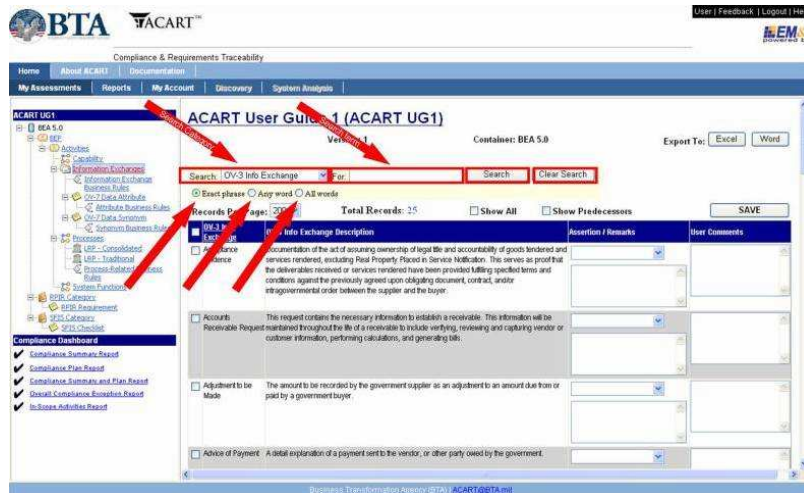 User | Feedback | Logout | He
BTA TACART™
EM&
powered
Compliance & Requirements Traceability
Home About ACART Documentation
My Assessments Reports My Account Discovery System Analysis
ACART UG1
BEA 5.0
BEP
Activities
Capability
Information Exchanges
Information Exchange
Business Rules
OV-7 Data Attribute
Attribute Business Rules
OV-7 Data Synonym
Synonym Business Rules
Processes
LRP - Consolidated
LRP - Traditional
Process-Related Business
Rules
System Functions
RPIR Category
RPIR Requirement
SFIS Category
SFIS Checklist
Compliance Dashboard
Compliance Summary Report
Compliance Plan Report
Compliance Summary and Plan Report
Overall Compliance Exception Report
In-Scope Activities Report
ACART User Guide 1 (ACART UG1)
Container: BEA 5.0 Export To: Excel Word
Search Category
Search Term
Search: OV-3 Info Exchange For: Search Clear Search
Exact phrase Any word All words
Records Per Page: Total Records: 25 Show All Show Predecessors SAVE
OV-3 Info Exchange Description Assertion / Remarks User Comments
Documentation of the act of assuming ownership of legal title and accountability of goods tendered and
services rendered, excluding Real Property Placed in Service Notification. This serves as proof that
the deliverables received or services rendered have been provided fulfilling specified terms and
conditions against the previously agreed upon obligating document, contract, and/or
intragovernmental order between the supplier and the buyer.
Accounts This request contains the necessary information to establish a receivable. This information will be
Receivable Request maintained throughout the life of a receivable to include verifying, reviewing and capturing vendor or
customer information, performing calculations, and generating bills.
Adjustment to be The amount to be recorded by the government supplier as an adjustment to an amount due from or
Made paid by a government buyer.
Advice of Payment A detail explanation of a payment sent to the vendor, or other party owed by the government.
Business Transformation Agency (BTA) ACART@BTA.mil